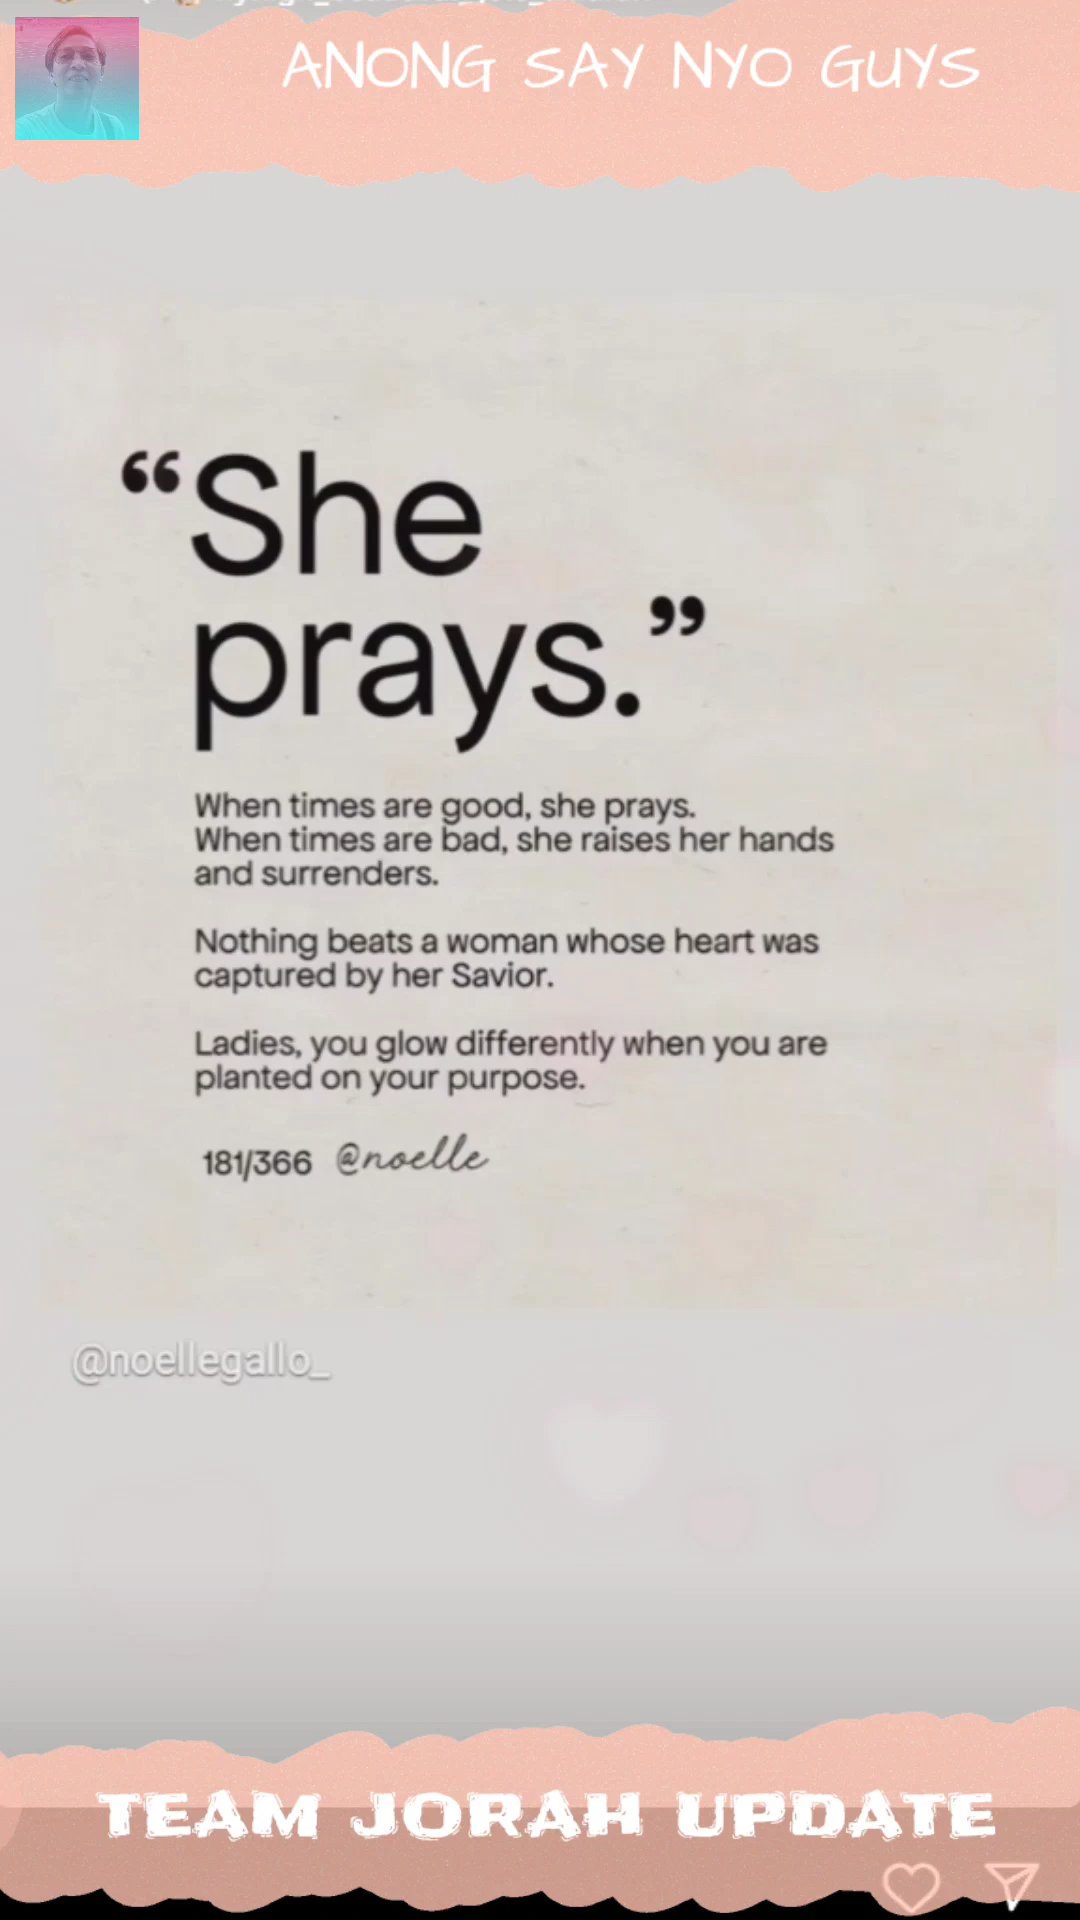 ANONG SAY NYO GUYS
“She
prays.”
When times are good, she prays.
When times are bad, she raises her hands
and surrenders.
Nothing beats a woman whose heart was
captured by her Savior.
Ladies, you glow differently when you are
planted on your purpose.
181/366 @noelle
@noellegallo_
TEAM JORAH UPDATE